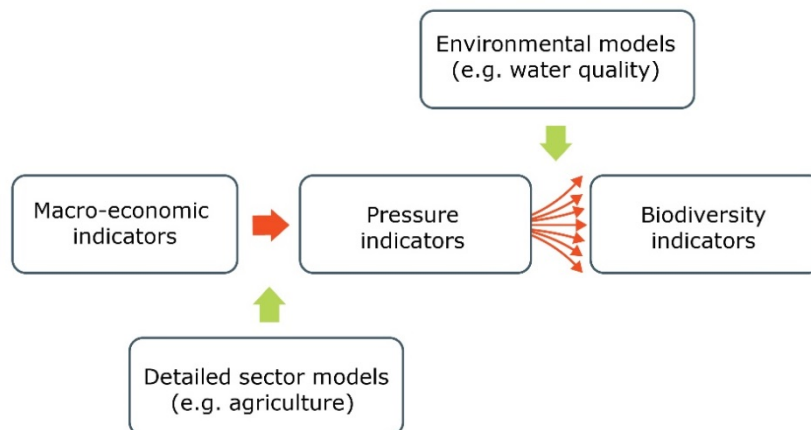 Environmental models
(e.g. water quality)
Macro-economic
indicators
Pressure
indicators
Biodiversity
indicators
Detailed sector models
(e.g. agriculture)